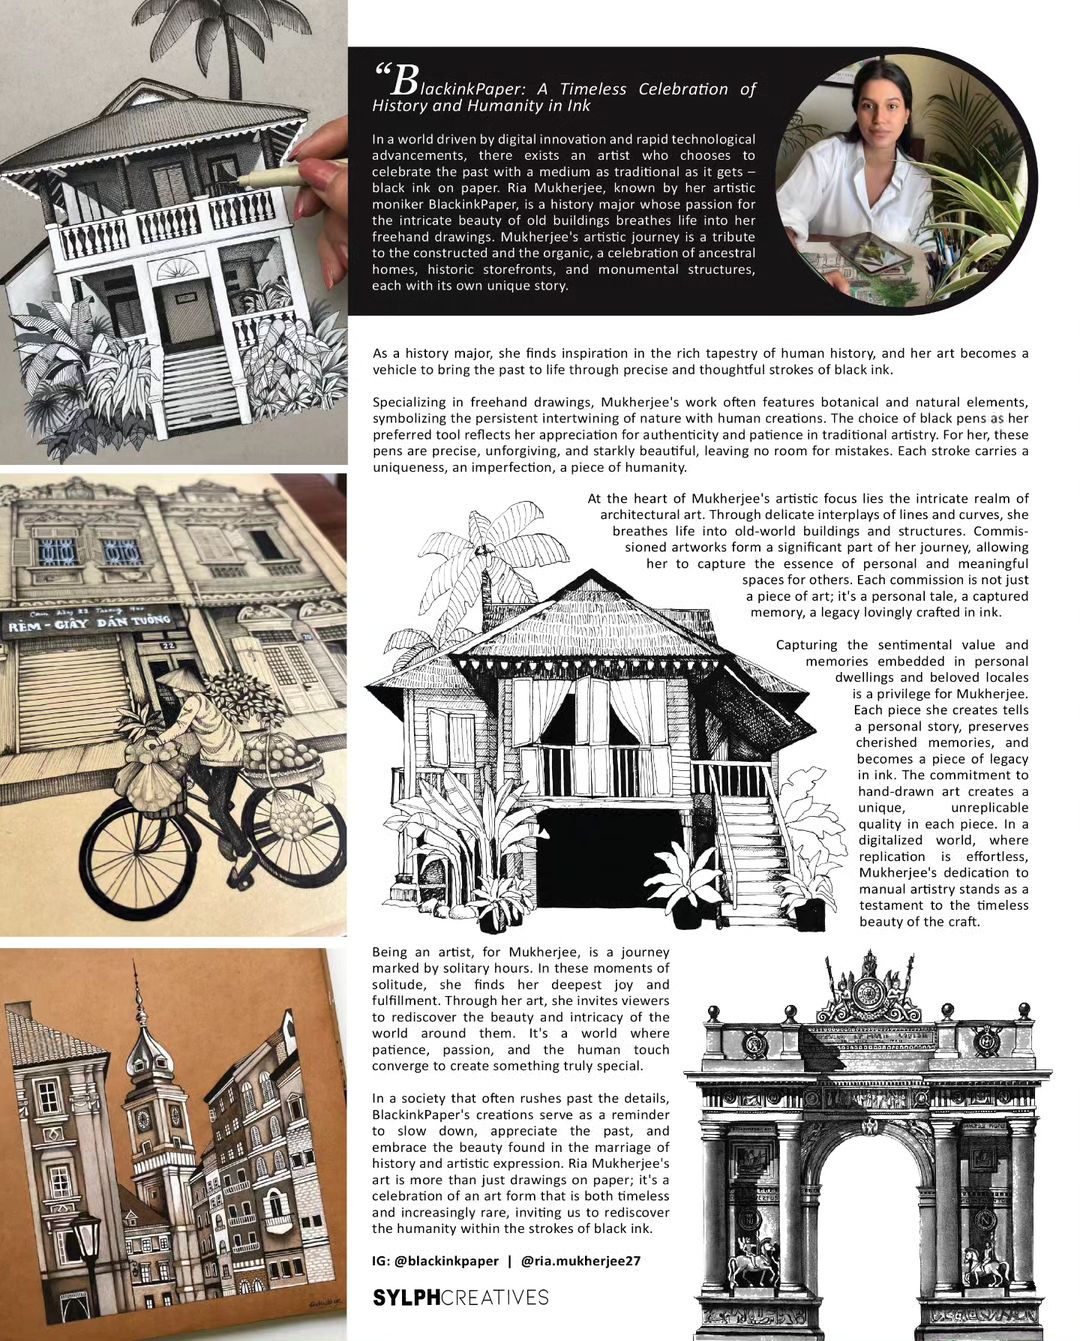 “BlackinkPaper: A Timeless Celebration of
History and Humanity in Ink
In a world driven by digital innovation and rapid technological
advancements, there exists an artist who chooses to
celebrate the past with a medium as traditional as it gets –
black ink on paper. Ria Mukherjee, known by her artistic
moniker BlackinkPaper, is a history major whose passion for
the intricate beauty of old buildings breathes life into her
freehand drawings. Mukherjee's artistic journey is a tribute
to the constructed and the organic, a celebration of ancestral
homes, historic storefronts, and monumental structures,
each with its own unique story.
As a history major, she finds inspiration in the rich tapestry of human history, and her art becomes a
vehicle to bring the past to life through precise and thoughtful strokes of black ink.
Specializing in freehand drawings, Mukherjee's work often features botanical and natural elements,
symbolizing the persistent intertwining of nature with human creations. The choice of black pens as her
preferred tool reflects her appreciation for authenticity and patience in traditional artistry. For her, these
pens are precise, unforgiving, and starkly beautiful, leaving no room for mistakes. Each stroke carries a
uniqueness, an imperfection, a piece of humanity.
At the heart of Mukherjee's artistic focus lies the intricate realm of
architectural art. Through delicate interplays of lines and curves, she
breathes life into old-world buildings and structures. Commis-
sioned artworks form a significant part of her journey, allowing
her to capture the essence of personal and meaningful
spaces for others. Each commission is not just
a piece of art; it's a personal tale, a captured
memory, a legacy lovingly crafted in ink.
RÈM - GIẤY DÁN TƯỜNG
22
Capturing the sentimental value and
memories embedded in personal
dwellings and beloved locales
is a privilege for Mukherjee.
Each piece she creates tells
a personal story, preserves
cherished memories, and
becomes a piece of legacy
in ink. The commitment to
hand-drawn art creates a
unique, unreplicable
quality in each piece. In a
digitalized world, where
replication is effortless,
Mukherjee's dedication to
manual artistry stands as a
testament to the timeless
beauty of the craft.
Being an artist, for Mukherjee, is a journey
marked by solitary hours. In these moments of
solitude, she finds her deepest joy and
fulfillment. Through her art, she invites viewers
to rediscover the beauty and intricacy of the
world around them. It's a world where
patience, passion, and the human touch
converge to create something truly special.
In a society that often rushes past the details,
BlackinkPaper's creations serve as a reminder
to slow down, appreciate the past, and
embrace the beauty found in the marriage of
history and artistic expression. Ria Mukherjee's
art is more than just drawings on paper; it's a
celebration of an art form that is both timeless
and increasingly rare, inviting us to rediscover
the humanity within the strokes of black ink.
IG: @blackinkpaper | @ria.mukherjee27
SYLPHCREATIVES